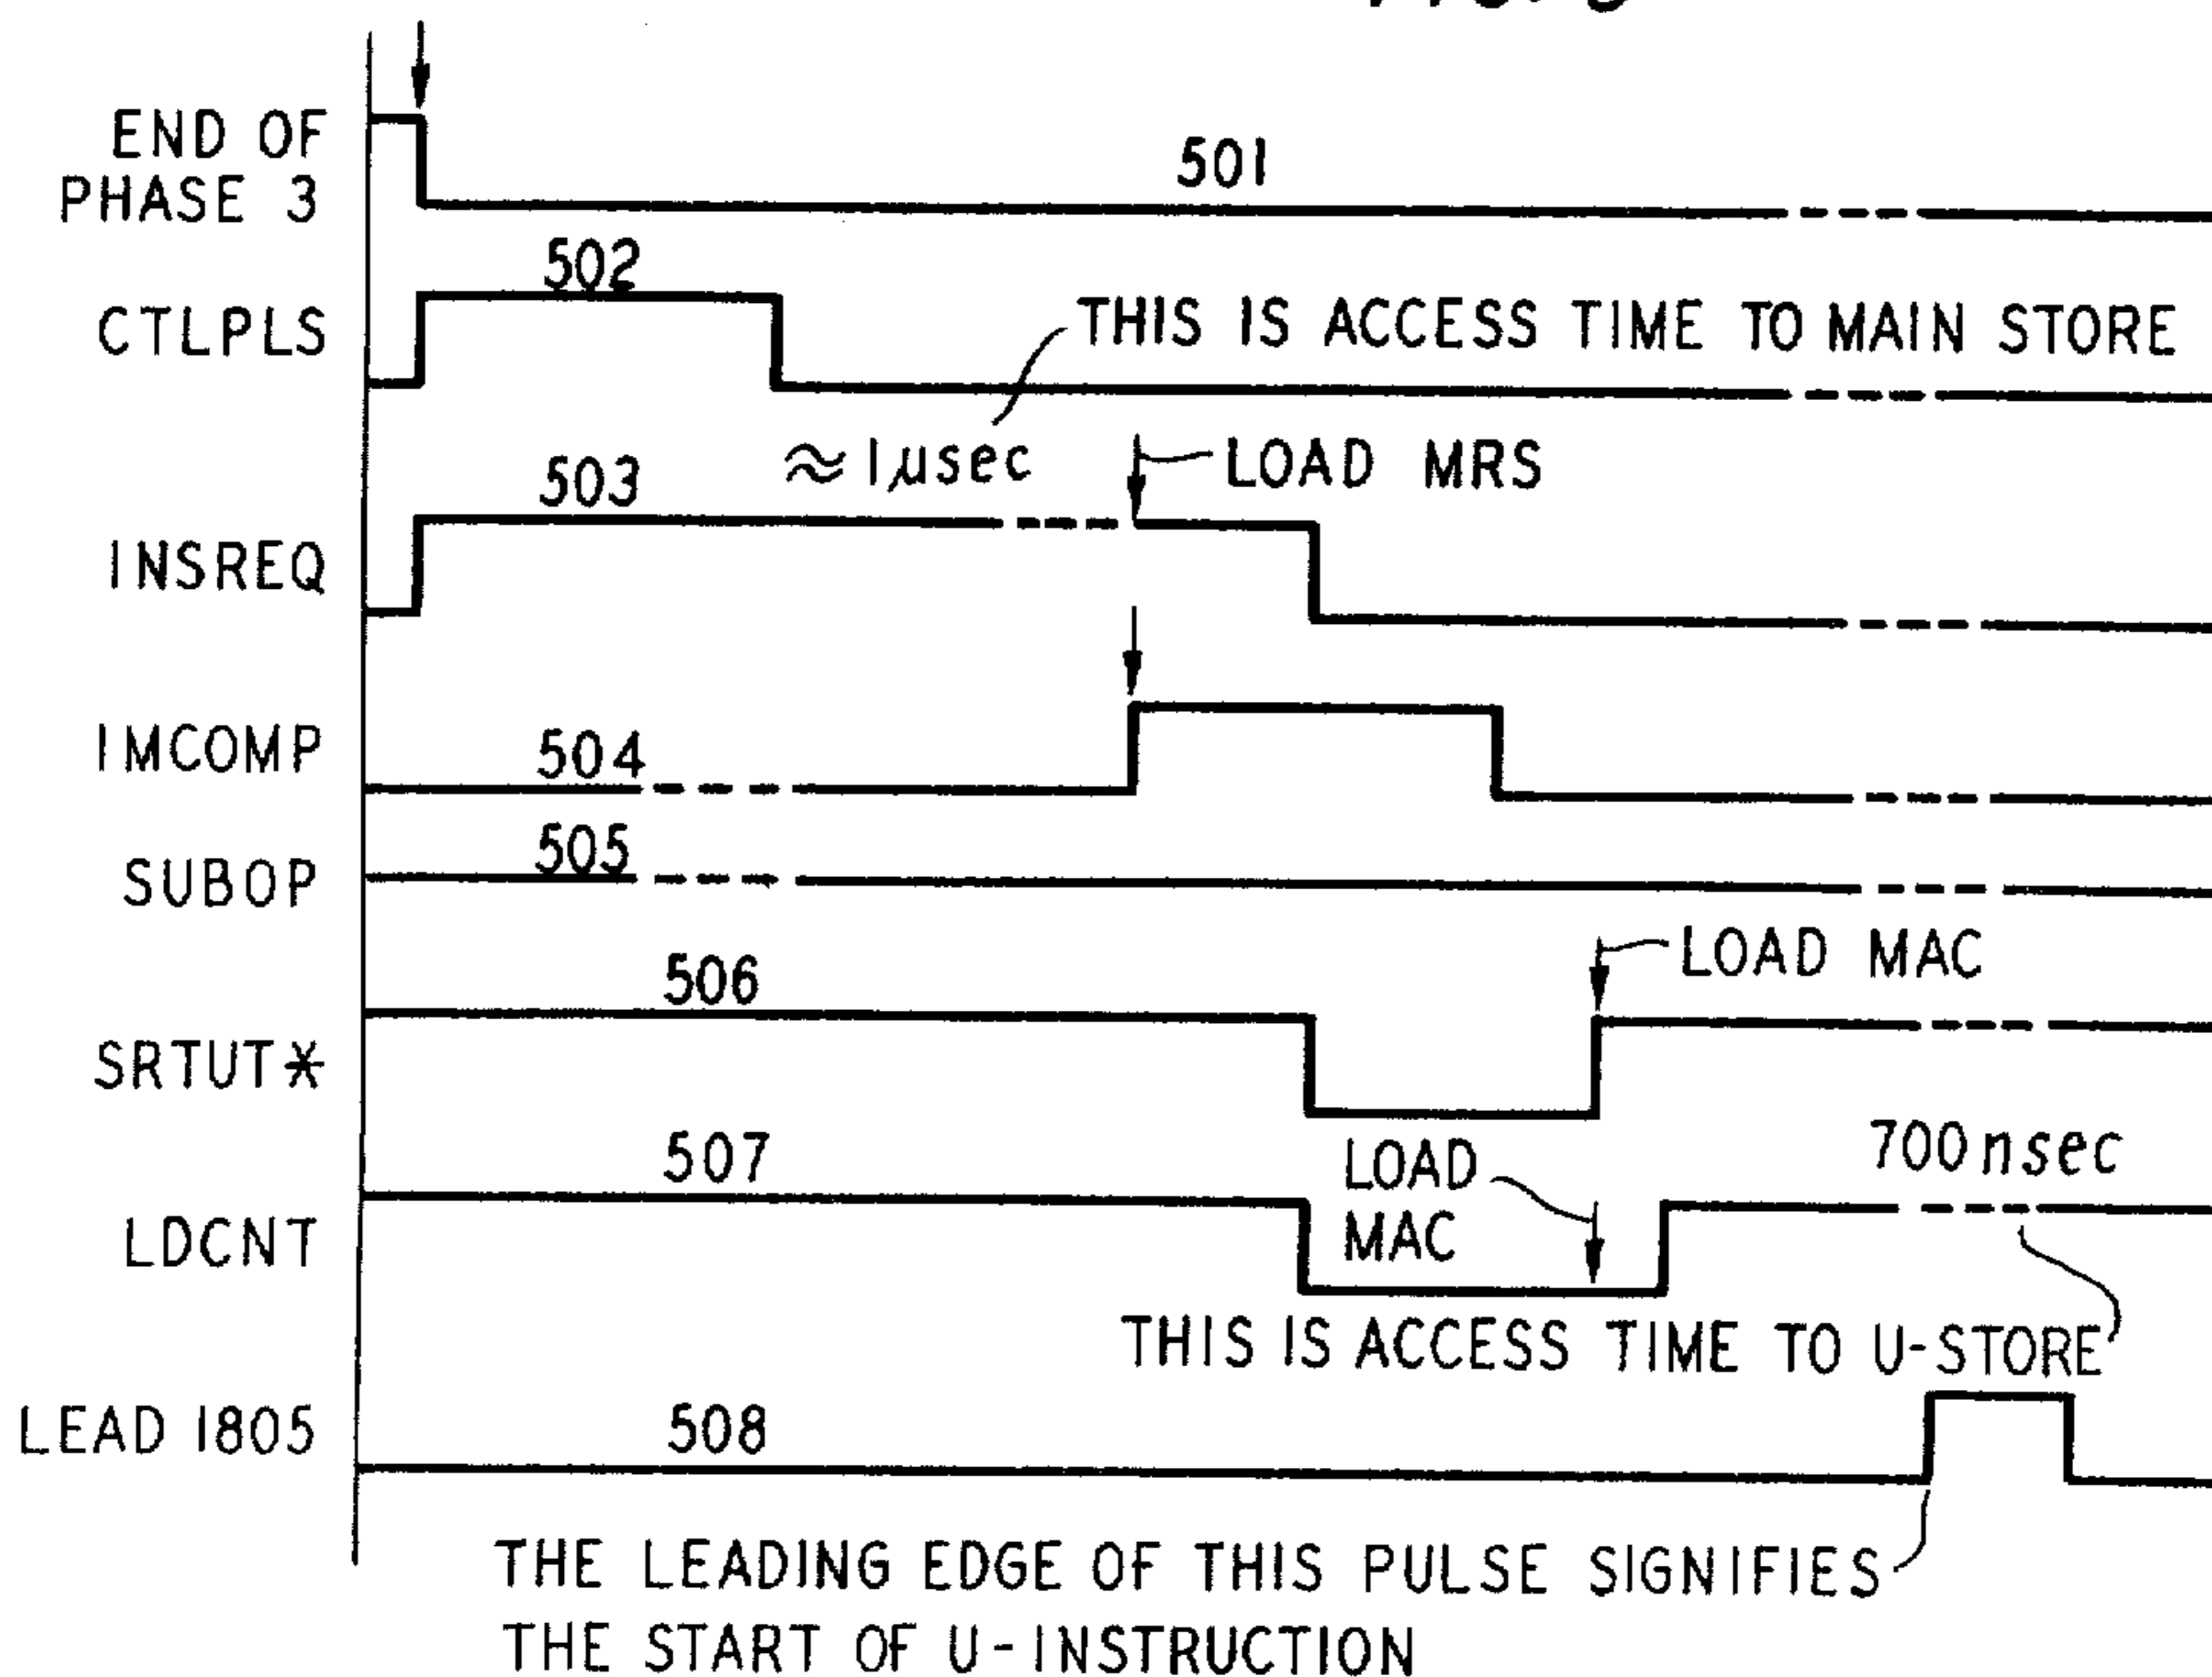 END OF
PHASE 3
501
502
CTLPLS
THIS IS ACCESS TIME TO MAIN STORE
≈ 1μsec
LOAD MRS
503
INSREQ
IMCOMP
504
505
SUBOP
LOAD MAC
506
SRTUT*
507
LOAD
MAC
700nsec
LDCNT
THIS IS ACCESS TIME TO U-STORE
LEAD 1805
508
THE LEADING EDGE OF THIS PULSE SIGNIFIES
THE START OF U-INSTRUCTION